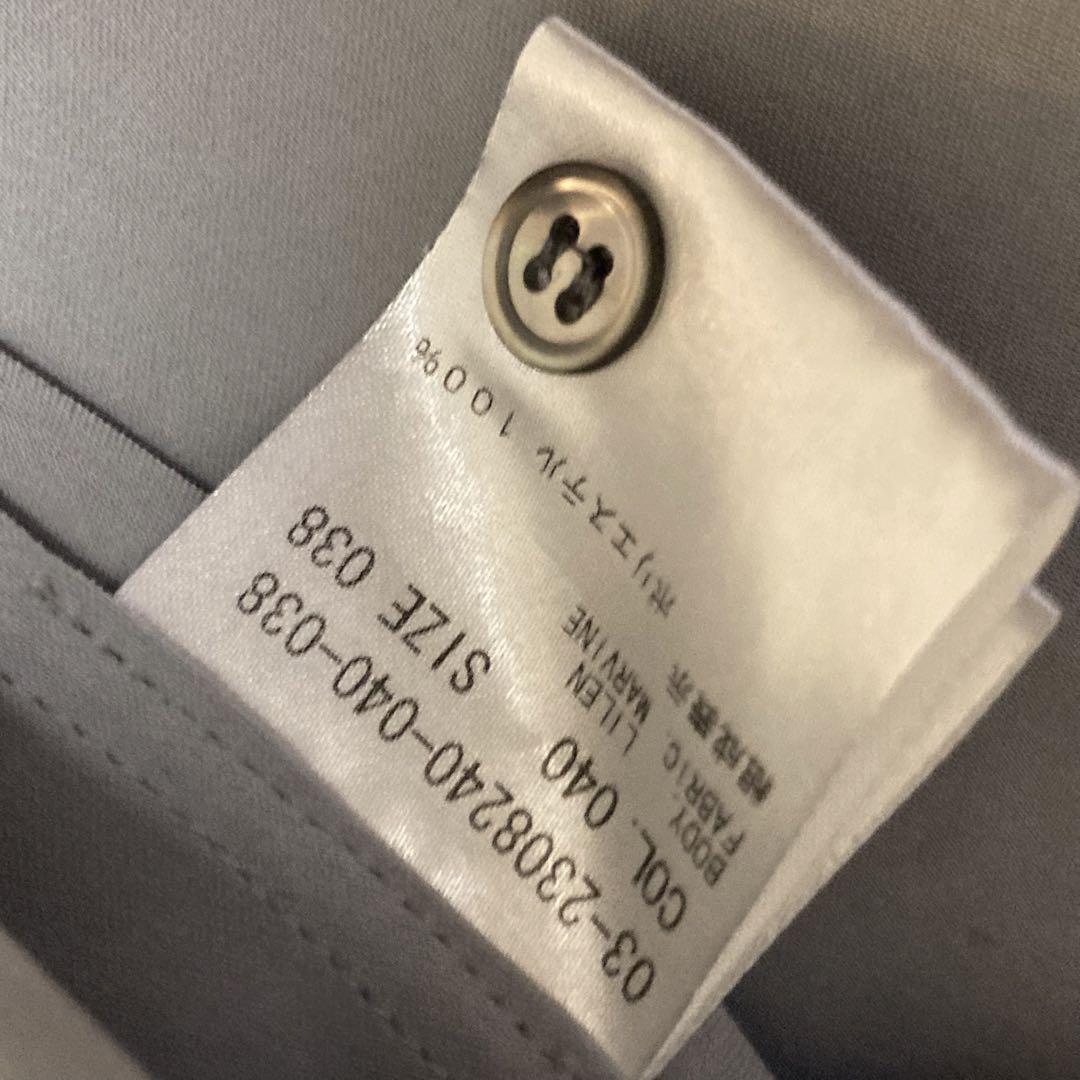 03-2308240-040-038
COL. 040 SIZE 038
BODY. LILEN
FABRIC. MARVINE
組成表示
ポリエステル 100%